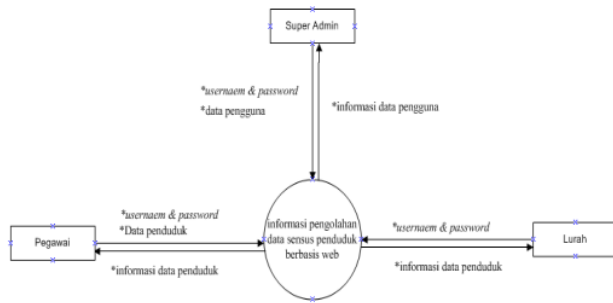 Super Admin
*usernaem & password
*data pengguna
*informasi data pengguna
informasi pengolahan
data sensus penduduk
berbasis web
*usernaem & password
*Data penduduk
Pegawai
*informasi data penduduk
*usernaem & password
Lurah
*informasi data penduduk